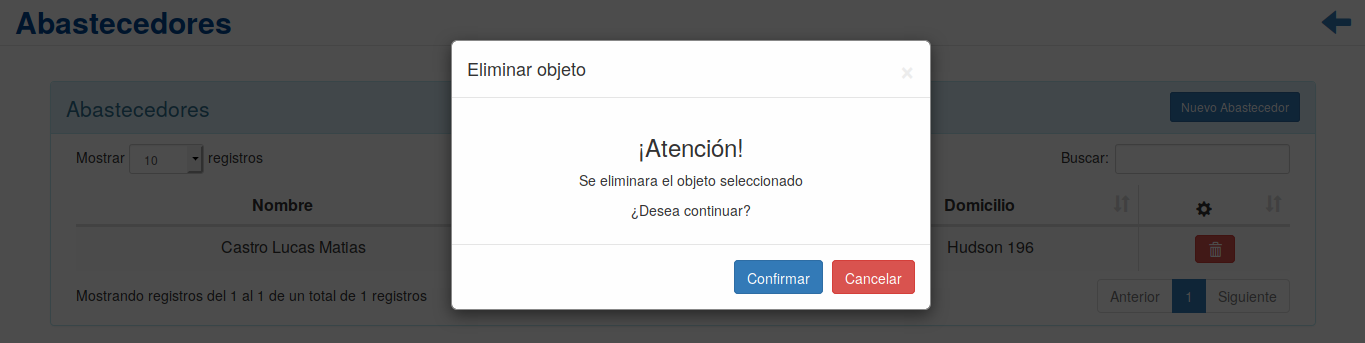 Abastecedores
Eliminar objeto ×
Abastecedores
Nuevo Abastecedor
¡Atención!
Mostrar 10 registros
Buscar:
Se eliminara el objeto seleccionado
¿Desea continuar?
Nombre Domicilio
Castro Lucas Matias Hudson 196
Confirmar Cancelar
Mostrando registros del 1 al 1 de un total de 1 registros
Anterior 1 Siguiente